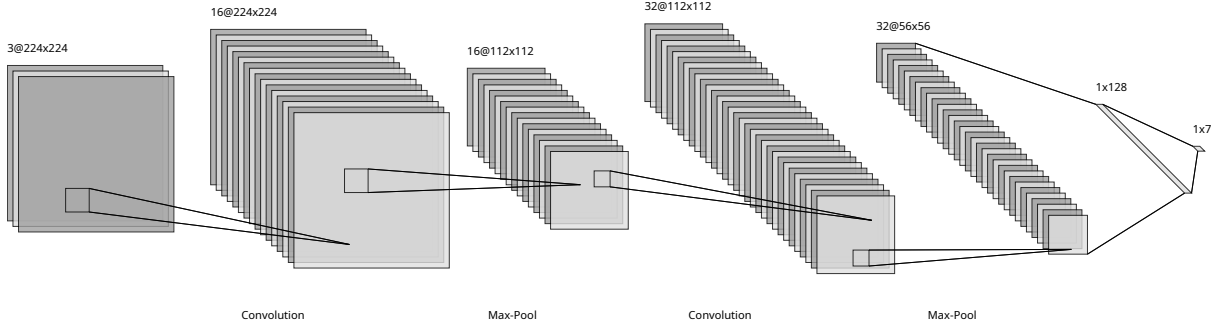 3@224x224
16@224x224
16@112x112
32@112x112
32@56x56
1x128
1x7
Convolution
Max-Pool
Convolution
Max-Pool